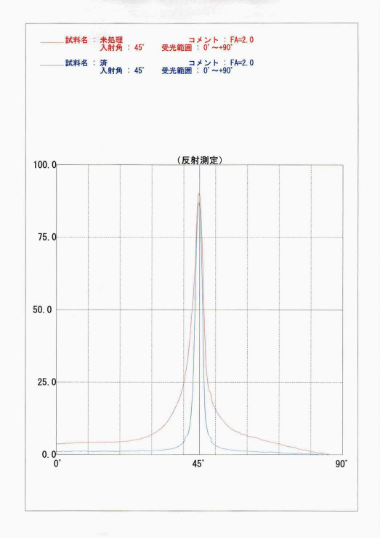 試料名 : 未処理 コメント : FA=2.0
入射角 : 45° 受光範囲 : 0°～+90°
試料名 : 済 コメント : FA=2.0
入射角 : 45° 受光範囲 : 0°～+90°
(反射測定)
100.0
75.0
50.0
25.0
0.0
0° 45° 90°